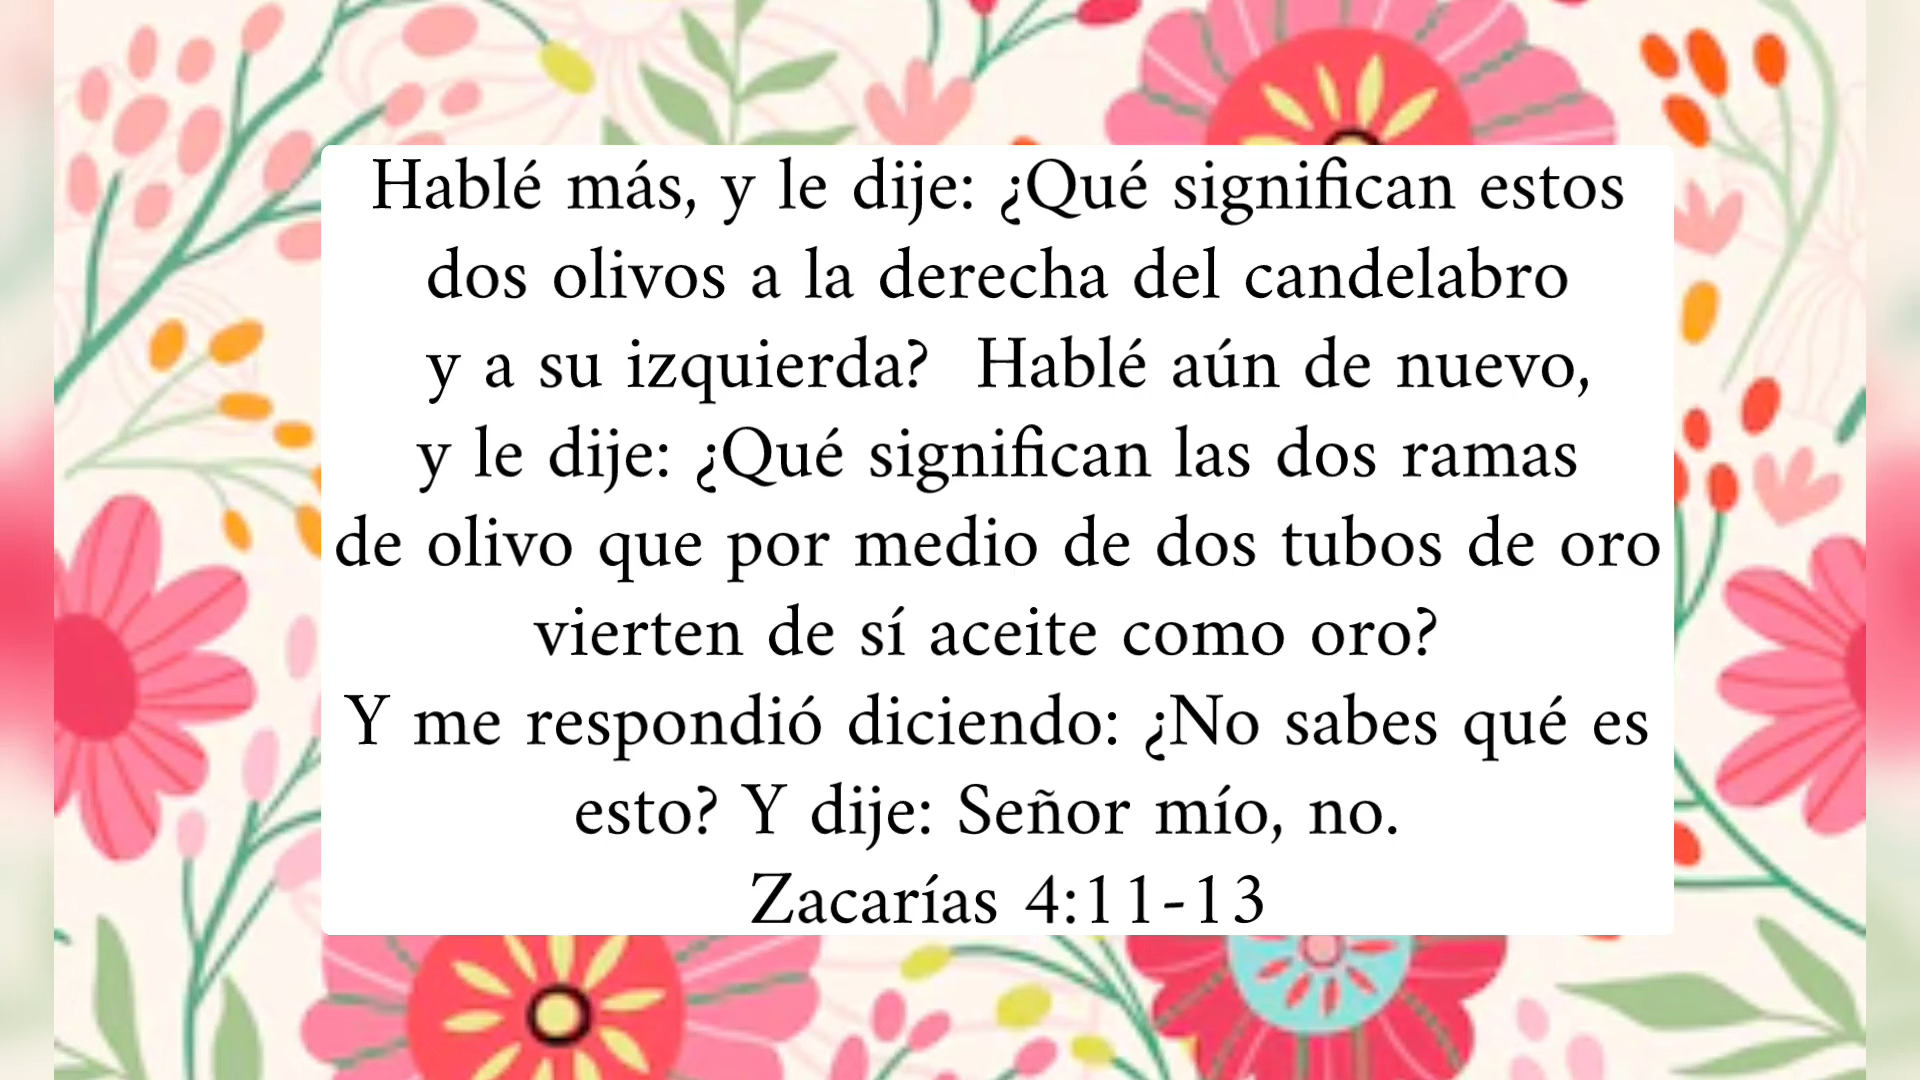 Hablé más, y le dije: ¿Qué significan estos
dos olivos a la derecha del candelabro
y a su izquierda? Hablé aún de nuevo,
y le dije: ¿Qué significan las dos ramas
de olivo que por medio de dos tubos de oro
vierten de sí aceite como oro?
Y me respondió diciendo: ¿No sabes qué es
esto? Y dije: Señor mío, no.
Zacarías 4:11-13